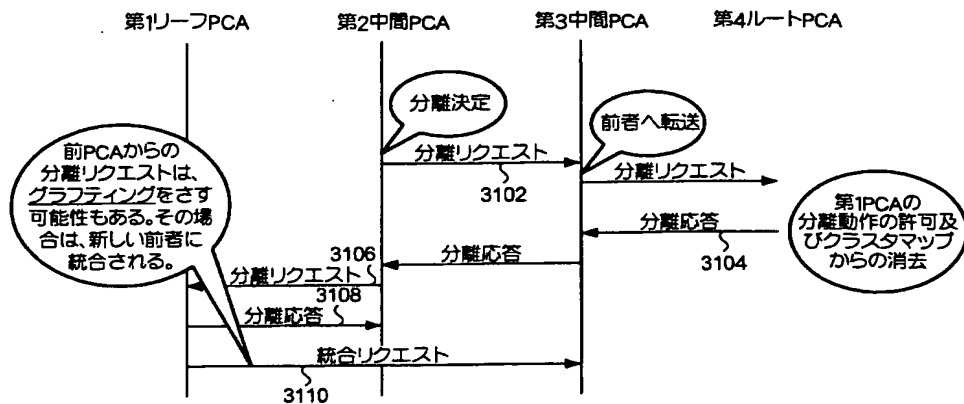 第1リーフPCA
第2中間PCA
第3中間PCA
第4ルートPCA
分離決定
前者へ転送
分離リクエスト
3102
分離リクエスト
前PCAからの
分離リクエストは、
グラフティングをさす
可能性もある。その場
合は、新しい前者に
統合される。
第1PCAの
分離動作の許可及
びクラスタマップ
からの消去
分離応答
3104
分離応答
3106
分離リクエスト
3108
分離応答
統合リクエスト
3110